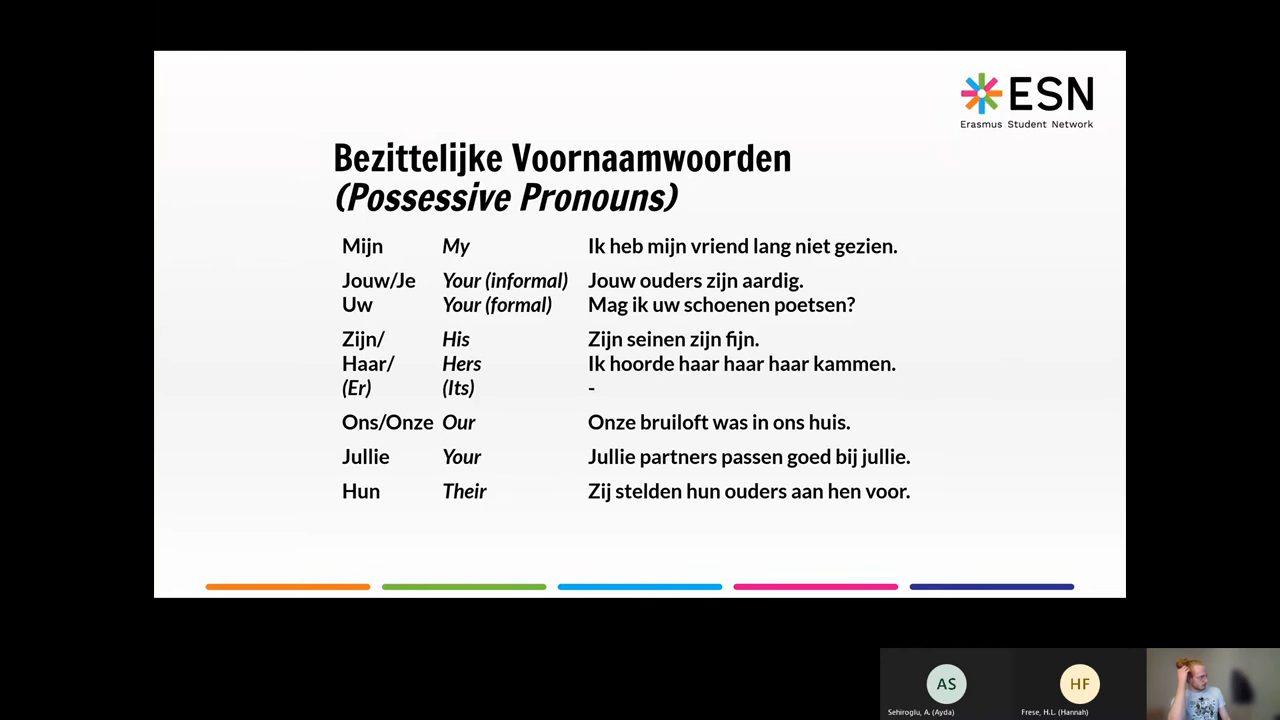 ESN
Erasmus Student Network
Bezittelijke Voornaamwoorden
(Possessive Pronouns)
Mijn My Ik heb mijn vriend lang niet gezien.
Jouw/Je Your (informal) Jouw ouders zijn aardig.
Uw Your (formal) Mag ik uw schoenen poetsen?
Zijn/ His Zijn seinen zijn fijn.
Haar/ Hers Ik hoorde haar haar haar kammen.
(Er) (Its) -
Ons/Onze Our Onze bruiloft was in ons huis.
Jullie Your Jullie partners passen goed bij jullie.
Hun Their Zij stelden hun ouders aan hen voor.
AS HF
Sehiroglu, A. (Ayda) Frese, H.L. (Hannah)